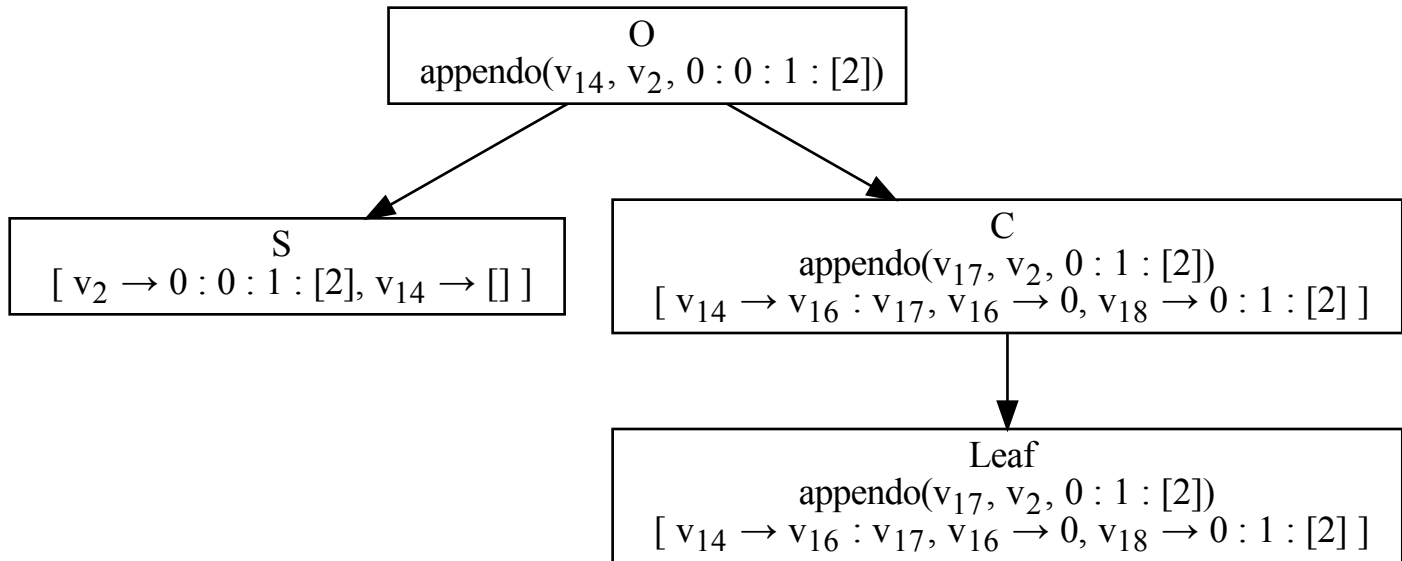 O
appendo(v₁₄, v₂, 0 : 0 : 1 : [2])
S
[ v₂ → 0 : 0 : 1 : [2], v₁₄ → [] ]
C
appendo(v₁₇, v₂, 0 : 1 : [2])
[ v₁₄ → v₁₆ : v₁₇, v₁₆ → 0, v₁₈ → 0 : 1 : [2] ]
Leaf
appendo(v₁₇, v₂, 0 : 1 : [2])
[ v₁₄ → v₁₆ : v₁₇, v₁₆ → 0, v₁₈ → 0 : 1 : [2] ]